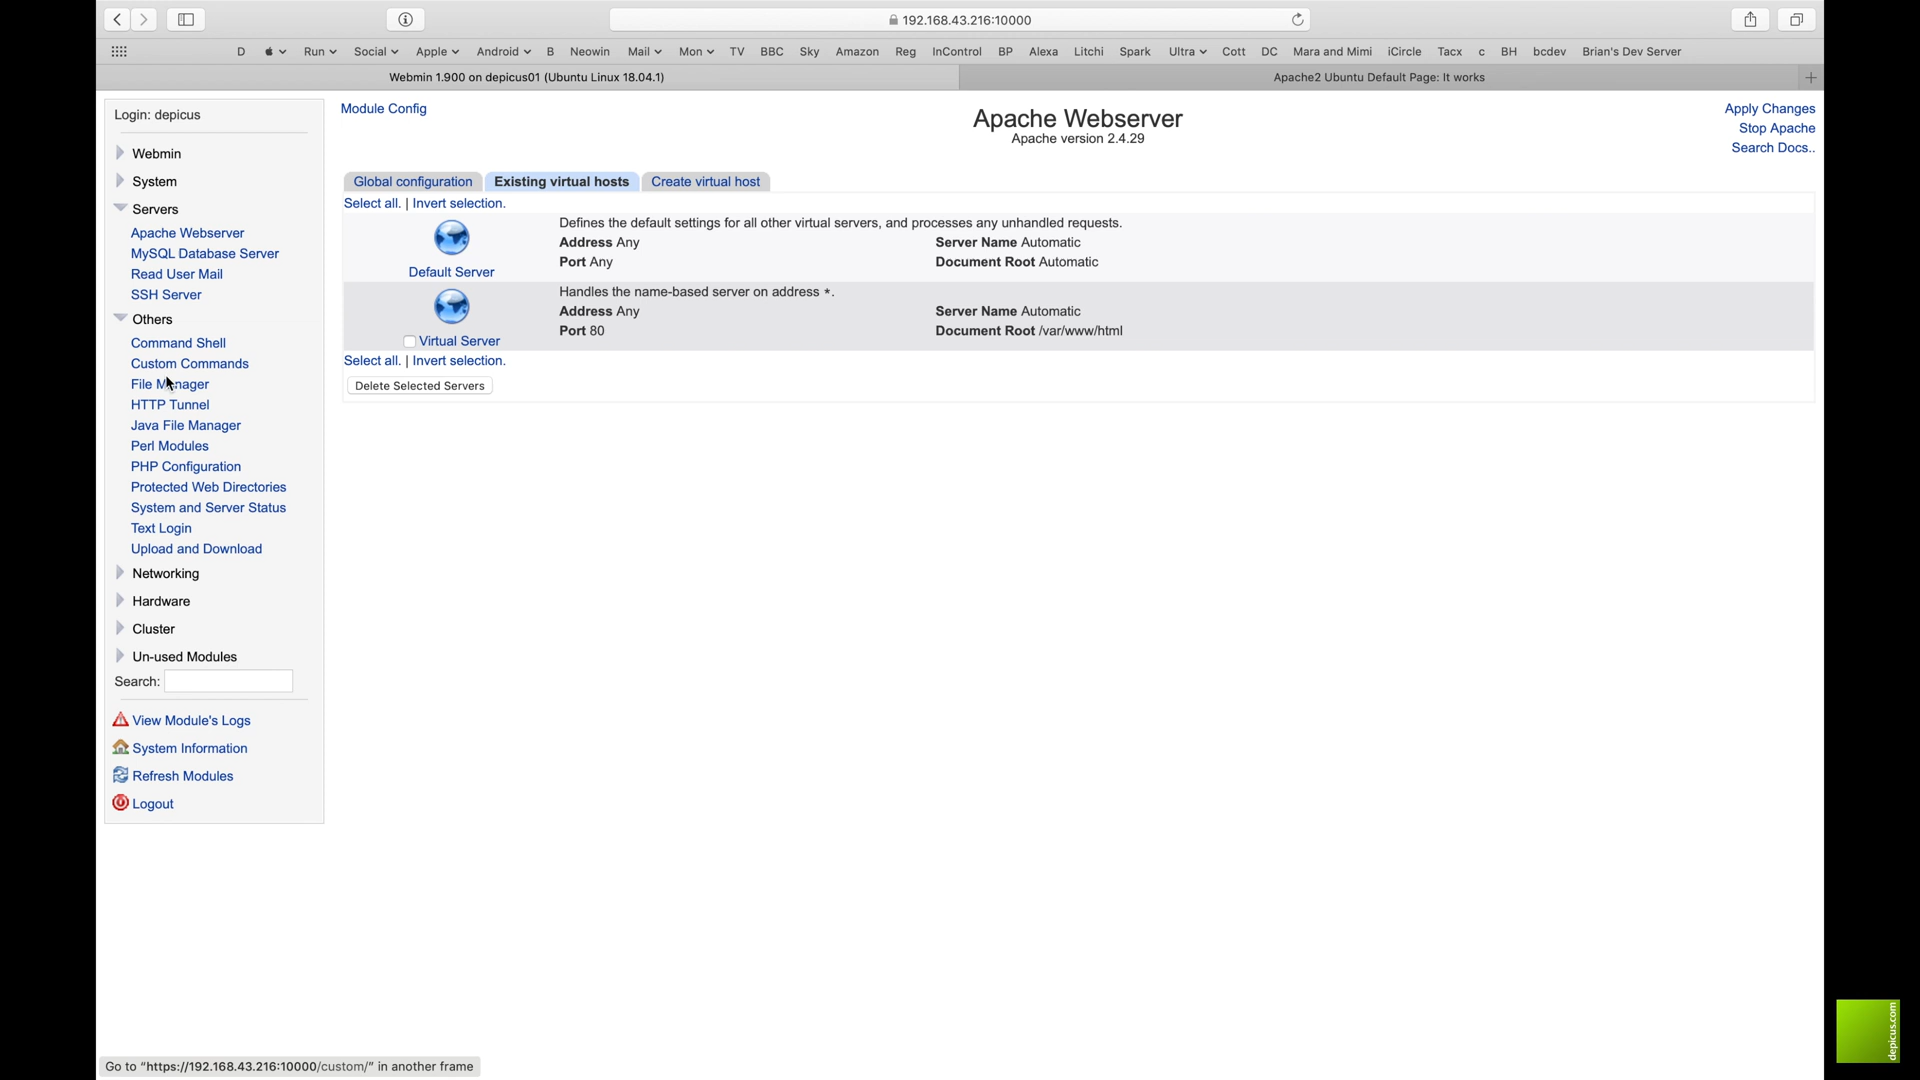 192.168.43.216:10000
D Run Social Apple Android B Neowin Mail Mon TV BBC Sky Amazon Reg InControl BP Alexa Litchi Spark Ultra Cott DC Mara and Mimi iCircle Tacx c BH bcdev Brian's Dev Server
Webmin 1.900 on depicus01 (Ubuntu Linux 18.04.1)
Apache2 Ubuntu Default Page: It works
Login: depicus
Webmin
System
Servers
Apache Webserver
MySQL Database Server
Read User Mail
SSH Server
Others
Command Shell
Custom Commands
File Manager
HTTP Tunnel
Java File Manager
Perl Modules
PHP Configuration
Protected Web Directories
System and Server Status
Text Login
Upload and Download
Networking
Hardware
Cluster
Un-used Modules
Search:
View Module's Logs
System Information
Refresh Modules
Logout
Module Config
Apache Webserver
Apache version 2.4.29
Apply Changes
Stop Apache
Search Docs..
Global configuration
Existing virtual hosts
Create virtual host
Select all. | Invert selection.
Default Server
Defines the default settings for all other virtual servers, and processes any unhandled requests.
Address Any Server Name Automatic
Port Any Document Root Automatic
Virtual Server
Handles the name-based server on address *.
Address Any Server Name Automatic
Port 80 Document Root /var/www/html
Select all. | Invert selection.
Delete Selected Servers
Go to “https://192.168.43.216:10000/custom/” in another frame
depicus.com